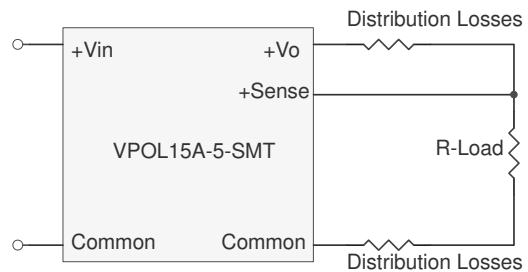 Distribution Losses
+Vin
+Vo
+Sense
VPOL15A-5-SMT
R-Load
Common
Common
Distribution Losses